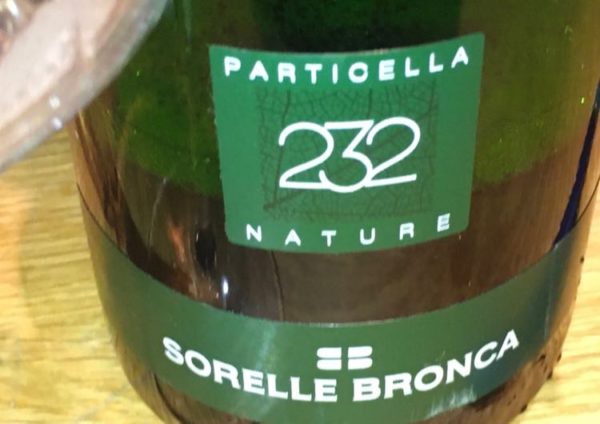 PARTICELLA
232
NATURE
SORELLE BRONCA